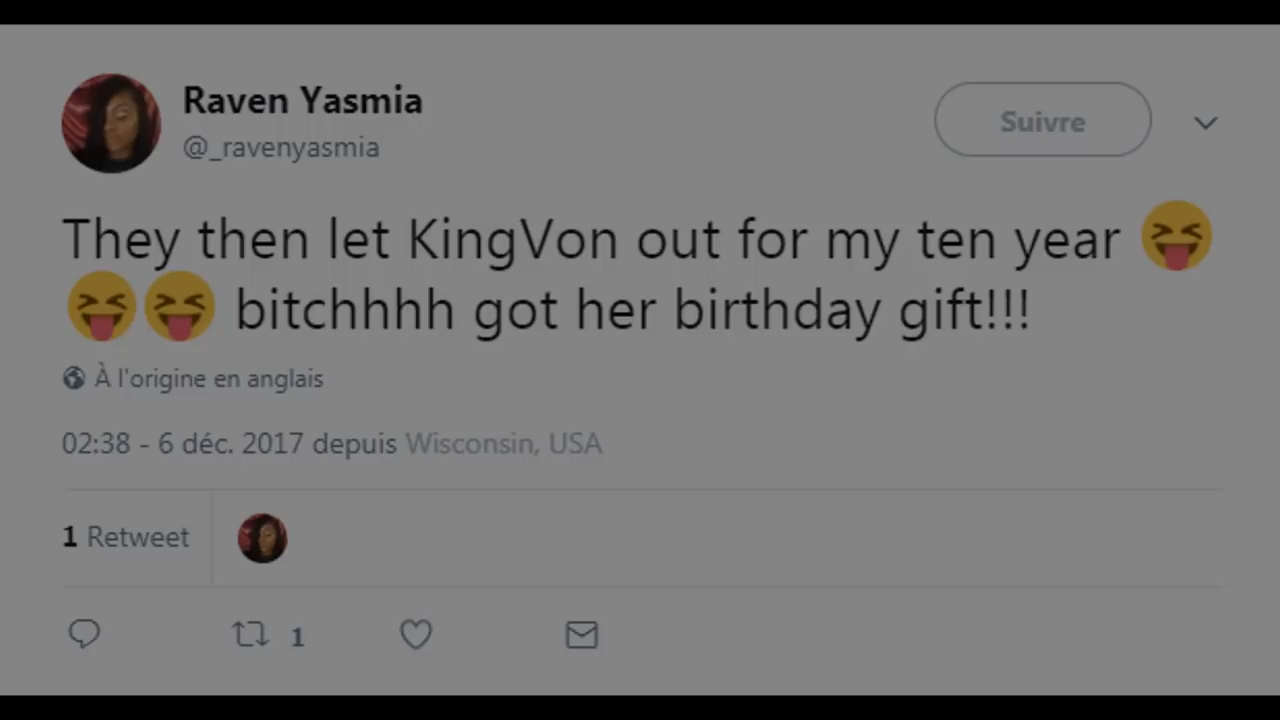 Raven Yasmia
@_ravenyasmia
Suivre
They then let KingVon out for my ten year 😝
😝😝 bitchhhh got her birthday gift!!!
À l'origine en anglais
02:38 - 6 déc. 2017 depuis Wisconsin, USA
1 Retweet
1